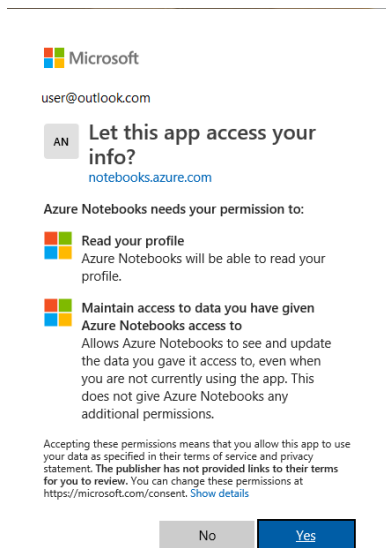 Microsoft
user@outlook.com
AN
Let this app access your
info?
notebooks.azure.com
Azure Notebooks needs your permission to:
Read your profile
Azure Notebooks will be able to read your
profile.
Maintain access to data you have given
Azure Notebooks access to
Allows Azure Notebooks to see and update
the data you gave it access to, even when
you are not currently using the app. This
does not give Azure Notebooks any
additional permissions.
Accepting these permissions means that you allow this app to use
your data as specified in their terms of service and privacy
statement. The publisher has not provided links to their terms
for you to review. You can change these permissions at
https://microsoft.com/consent. Show details
No
Yes